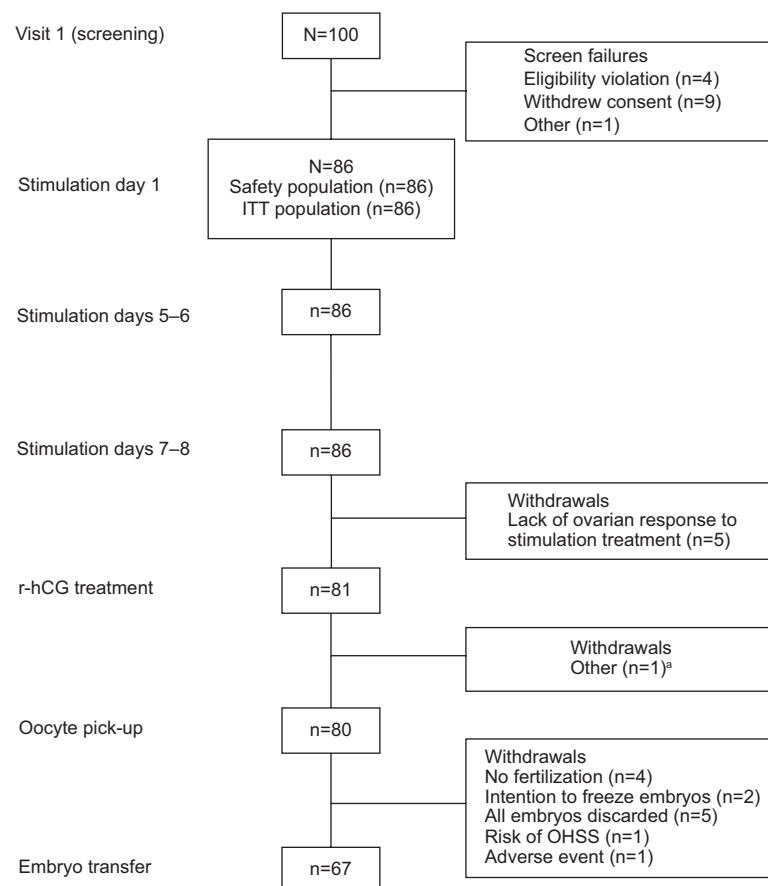 Visit 1 (screening)
N=100
Screen failures
Eligibility violation (n=4)
Withdrew consent (n=9)
Other (n=1)
Stimulation day 1
N=86
Safety population (n=86)
ITT population (n=86)
Stimulation days 5–6
n=86
Stimulation days 7–8
n=86
Withdrawals
Lack of ovarian response to
stimulation treatment (n=5)
r-hCG treatment
n=81
Withdrawals
Other (n=1)ᵃ
Oocyte pick-up
n=80
Withdrawals
No fertilization (n=4)
Intention to freeze embryos (n=2)
All embryos discarded (n=5)
Risk of OHSS (n=1)
Adverse event (n=1)
Embryo transfer
n=67